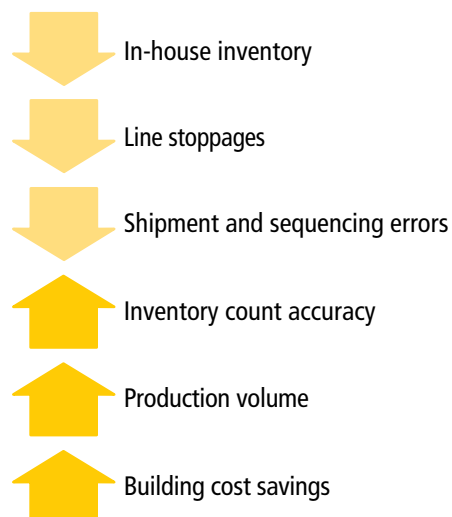 In-house inventory
Line stoppages
Shipment and sequencing errors
Inventory count accuracy
Production volume
Building cost savings